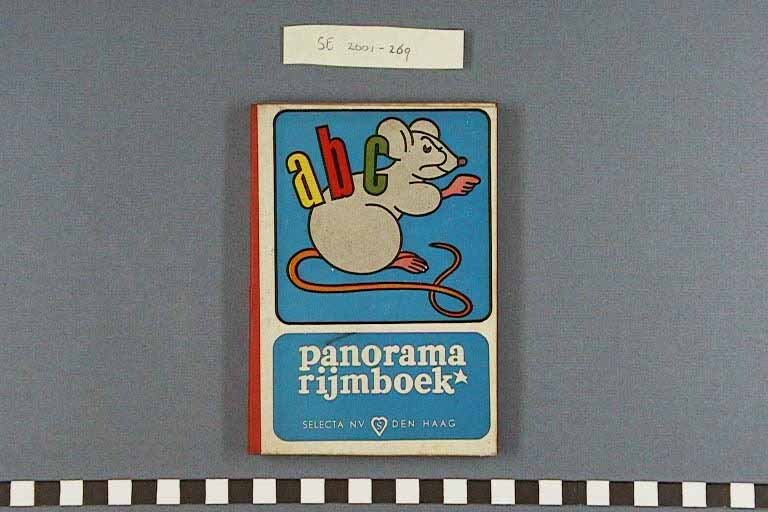 SE 2001-269
abc
panorama
rijmboek*
SELECTA NV S DEN HAAG